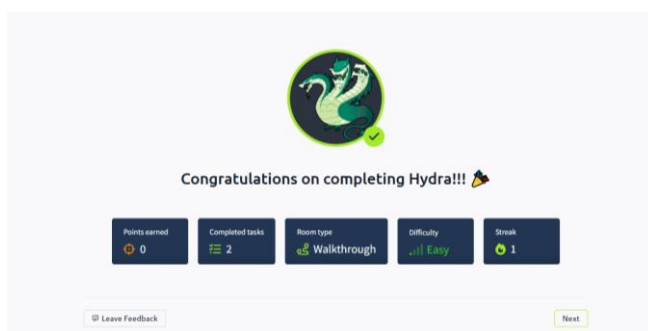 Congratulations on completing Hydra!!! 🎉
Points earned
0
Completed tasks
2
Room type
Walkthrough
Difficulty
Easy
Streak
1
Leave Feedback
Next